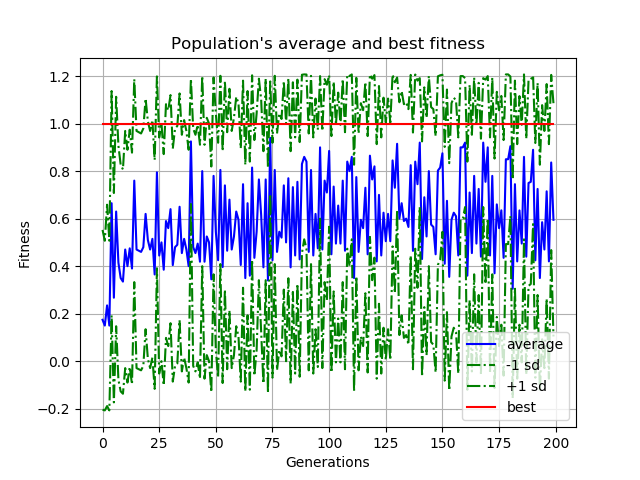 Population's average and best fitness
Fitness
1.2
1.0
0.8
0.6
0.4
0.2
0.0
−0.2
0
25
50
75
100
125
150
175
200
Generations
average
-1 sd
+1 sd
best